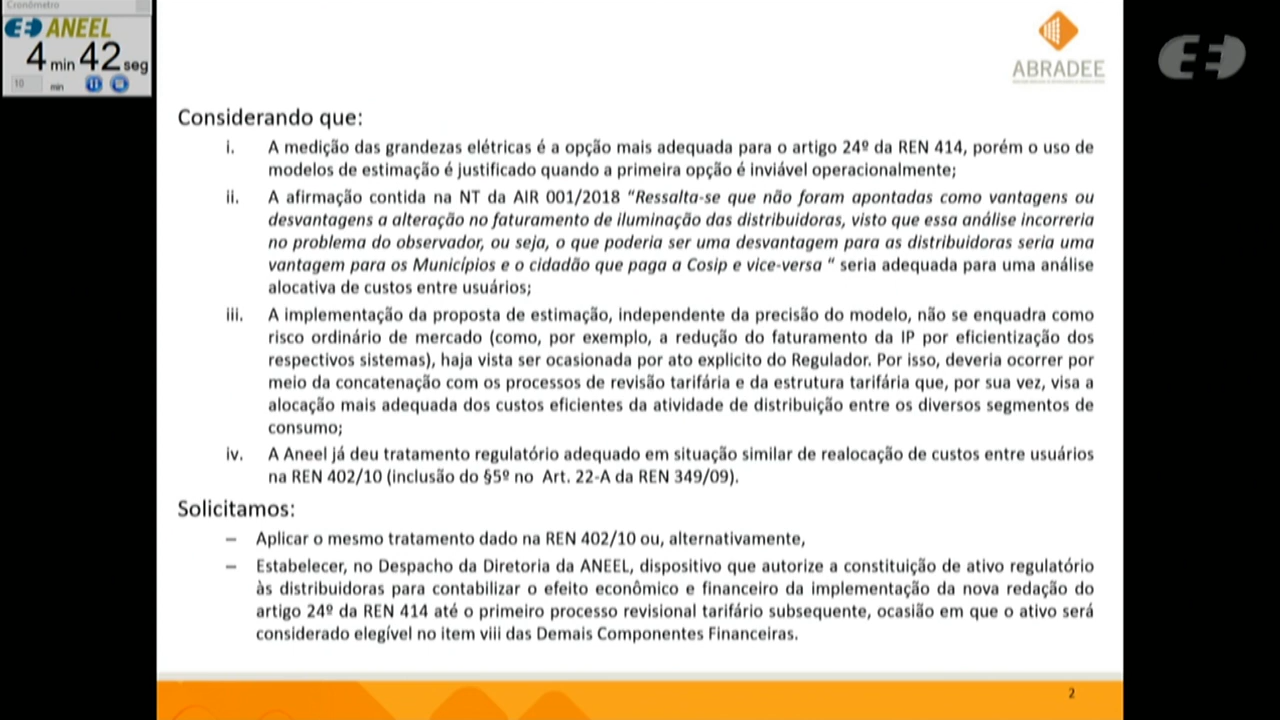 Cronômetro
ANEEL
4 min 42 seg
10 min
ABRADEE
Considerando que:
i. A medição das grandezas elétricas é a opção mais adequada para o artigo 24º da REN 414, porém o uso de
modelos de estimação é justificado quando a primeira opção é inviável operacionalmente;
ii. A afirmação contida na NT da AIR 001/2018 “Ressalta-se que não foram apontadas como vantagens ou
desvantagens a alteração no faturamento de iluminação das distribuidoras, visto que essa análise incorreria
no problema do observador, ou seja, o que poderia ser uma desvantagem para as distribuidoras seria uma
vantagem para os Municípios e o cidadão que paga a Cosip e vice-versa “ seria adequada para uma análise
alocativa de custos entre usuários;
iii. A implementação da proposta de estimação, independente da precisão do modelo, não se enquadra como
risco ordinário de mercado (como, por exemplo, a redução do faturamento da IP por eficientização dos
respectivos sistemas), haja vista ser ocasionada por ato explicito do Regulador. Por isso, deveria ocorrer por
meio da concatenação com os processos de revisão tarifária e da estrutura tarifária que, por sua vez, visa a
alocação mais adequada dos custos eficientes da atividade de distribuição entre os diversos segmentos de
consumo;
iv. A Aneel já deu tratamento regulatório adequado em situação similar de realocação de custos entre usuários
na REN 402/10 (inclusão do §5º no Art. 22-A da REN 349/09).
Solicitamos:
– Aplicar o mesmo tratamento dado na REN 402/10 ou, alternativamente,
– Estabelecer, no Despacho da Diretoria da ANEEL, dispositivo que autorize a constituição de ativo regulatório
às distribuidoras para contabilizar o efeito econômico e financeiro da implementação da nova redação do
artigo 24º da REN 414 até o primeiro processo revisional tarifário subsequente, ocasião em que o ativo será
considerado elegível no item viii das Demais Componentes Financeiras.
2